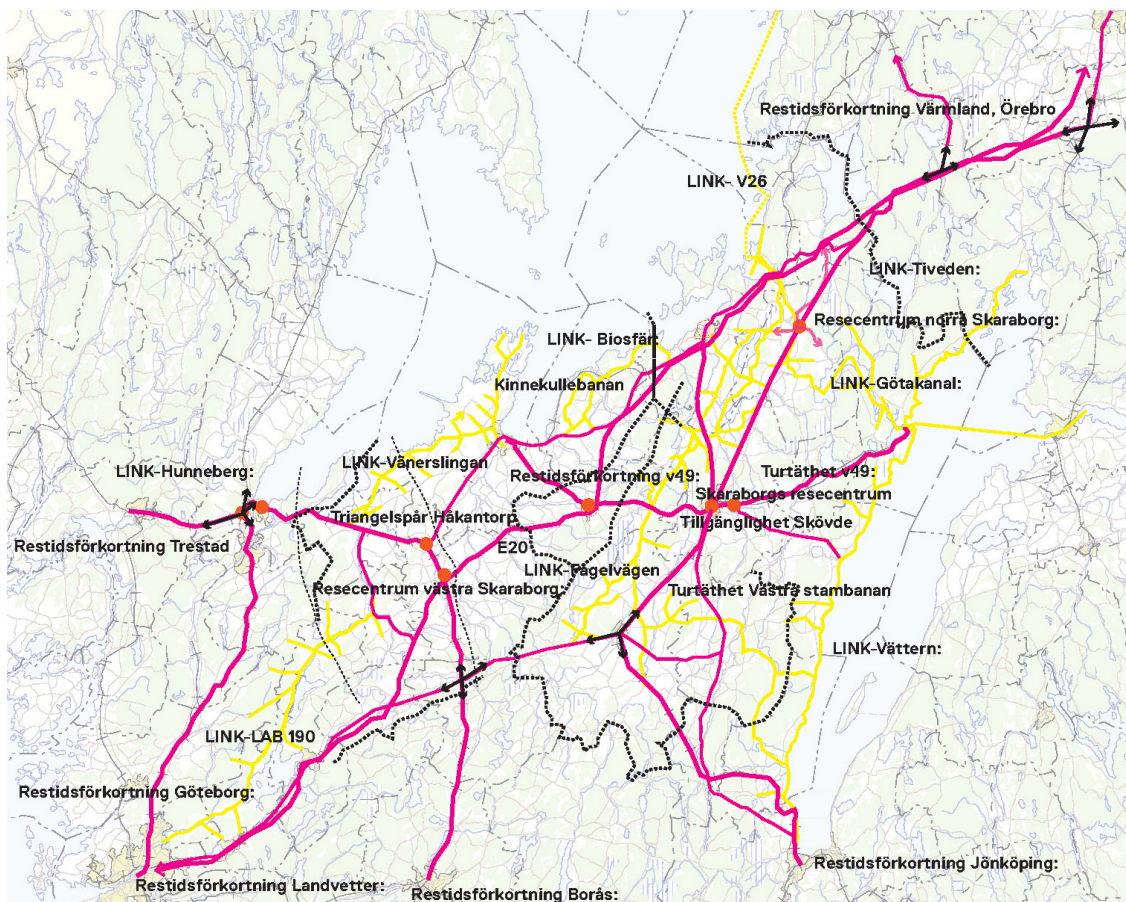 Restidsförkortning Värmland, Örebro
LINK- V26
LINK-Tiveden:
Resecentrum norra Skaraborg:
LINK- Biosfär:
Kinnekullebanan
LINK-Götakanal:
LINK-Vänerslingan
LINK-Hunneberg:
Restidsförkortning v49:
Turtäthet v49:
Skaraborgs resecentrum
Triangelspår Håkantorp
Tillgänglighet Skövde
Restidsförkortning Trestad
E20
LINK-Fågelvägen
Resecentrum västra Skaraborg:
Turtäthet Västra stambanan
LINK-Vättern:
LINK-LAB 190
Restidsförkortning Göteborg:
Restidsförkortning Jönköping:
Restidsförkortning Landvetter:
Restidsförkortning Borås: